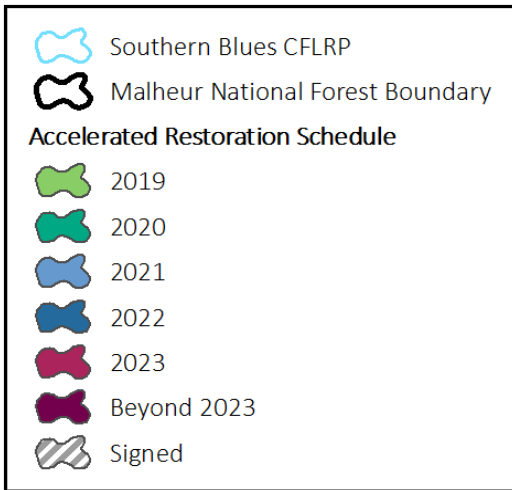 Southern Blues CFLRP
Malheur National Forest Boundary
Accelerated Restoration Schedule
2019
2020
2021
2022
2023
Beyond 2023
Signed